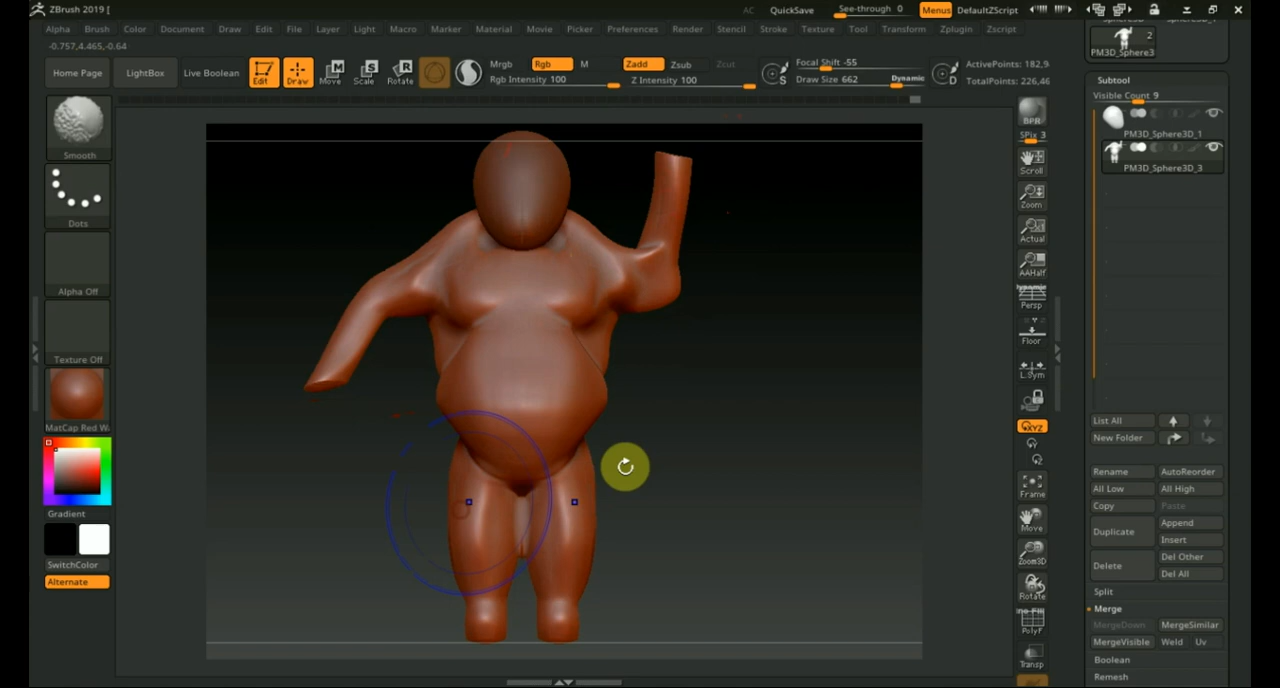 ZBrush 2019 [
AC QuickSave See-through 0 Menus DefaultZScript
Alpha Brush Color Document Draw Edit File Layer Light Macro Marker Material Movie Picker Preferences Render Stencil Stroke Texture Tool Transform Zplugin Zscript
-0.757,4.465,-0.64
Home Page LightBox Live Boolean Edit Draw Move Scale Rotate
Mrgb Rgb M Zadd Zsub Zcut
Rgb Intensity 100 Z Intensity 100
Focal Shift -55
Draw Size 662 Dynamic
S
D
ActivePoints: 182,9
TotalPoints: 226,46
Smooth
Dots
Alpha Off
Texture Off
MatCap Red W
Gradient
SwitchColor
Alternate
BPR
SPix 3
Scroll
Zoom
Actual
AAHalf
Dynamic
Persp
Floor
L.Sym
XYZ
Frame
Move
Zoom3D
Rotate
Line Fill
PolyF
Transp
2
PM3D_Sphere3
Subtool
Visible Count 9
PM3D_Sphere3D_1
PM3D_Sphere3D_3
List All
New Folder
Rename AutoReorder
All Low All High
Copy Paste
Duplicate Append
Insert
Delete Del Other
Del All
Split
Merge
MergeDown MergeSimilar
MergeVisible Weld Uv
Boolean
Remesh